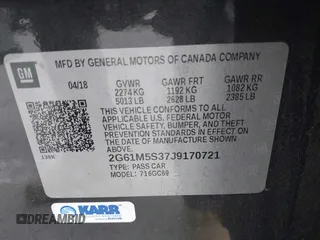 GM
MFD BY GENERAL MOTORS OF CANADA COMPANY
04/18 GVWR GAWR FRT GAWR RR
2274 KG 1192 KG 1082 KG
5013 LB 2628 LB 2385 LB
THIS VEHICLE CONFORMS TO ALL APPLICABLE
U.S. FEDERAL MOTOR VEHICLE SAFETY, BUMPER, AND
THEFT PREVENTION STANDARDS IN EFFECT ON THE
DATE OF MANUFACTURE SHOWN ABOVE.
2G61M5S37J9170721
TYPE: PASS CAR
MODEL: 716GC69
KARR
DREAMBID